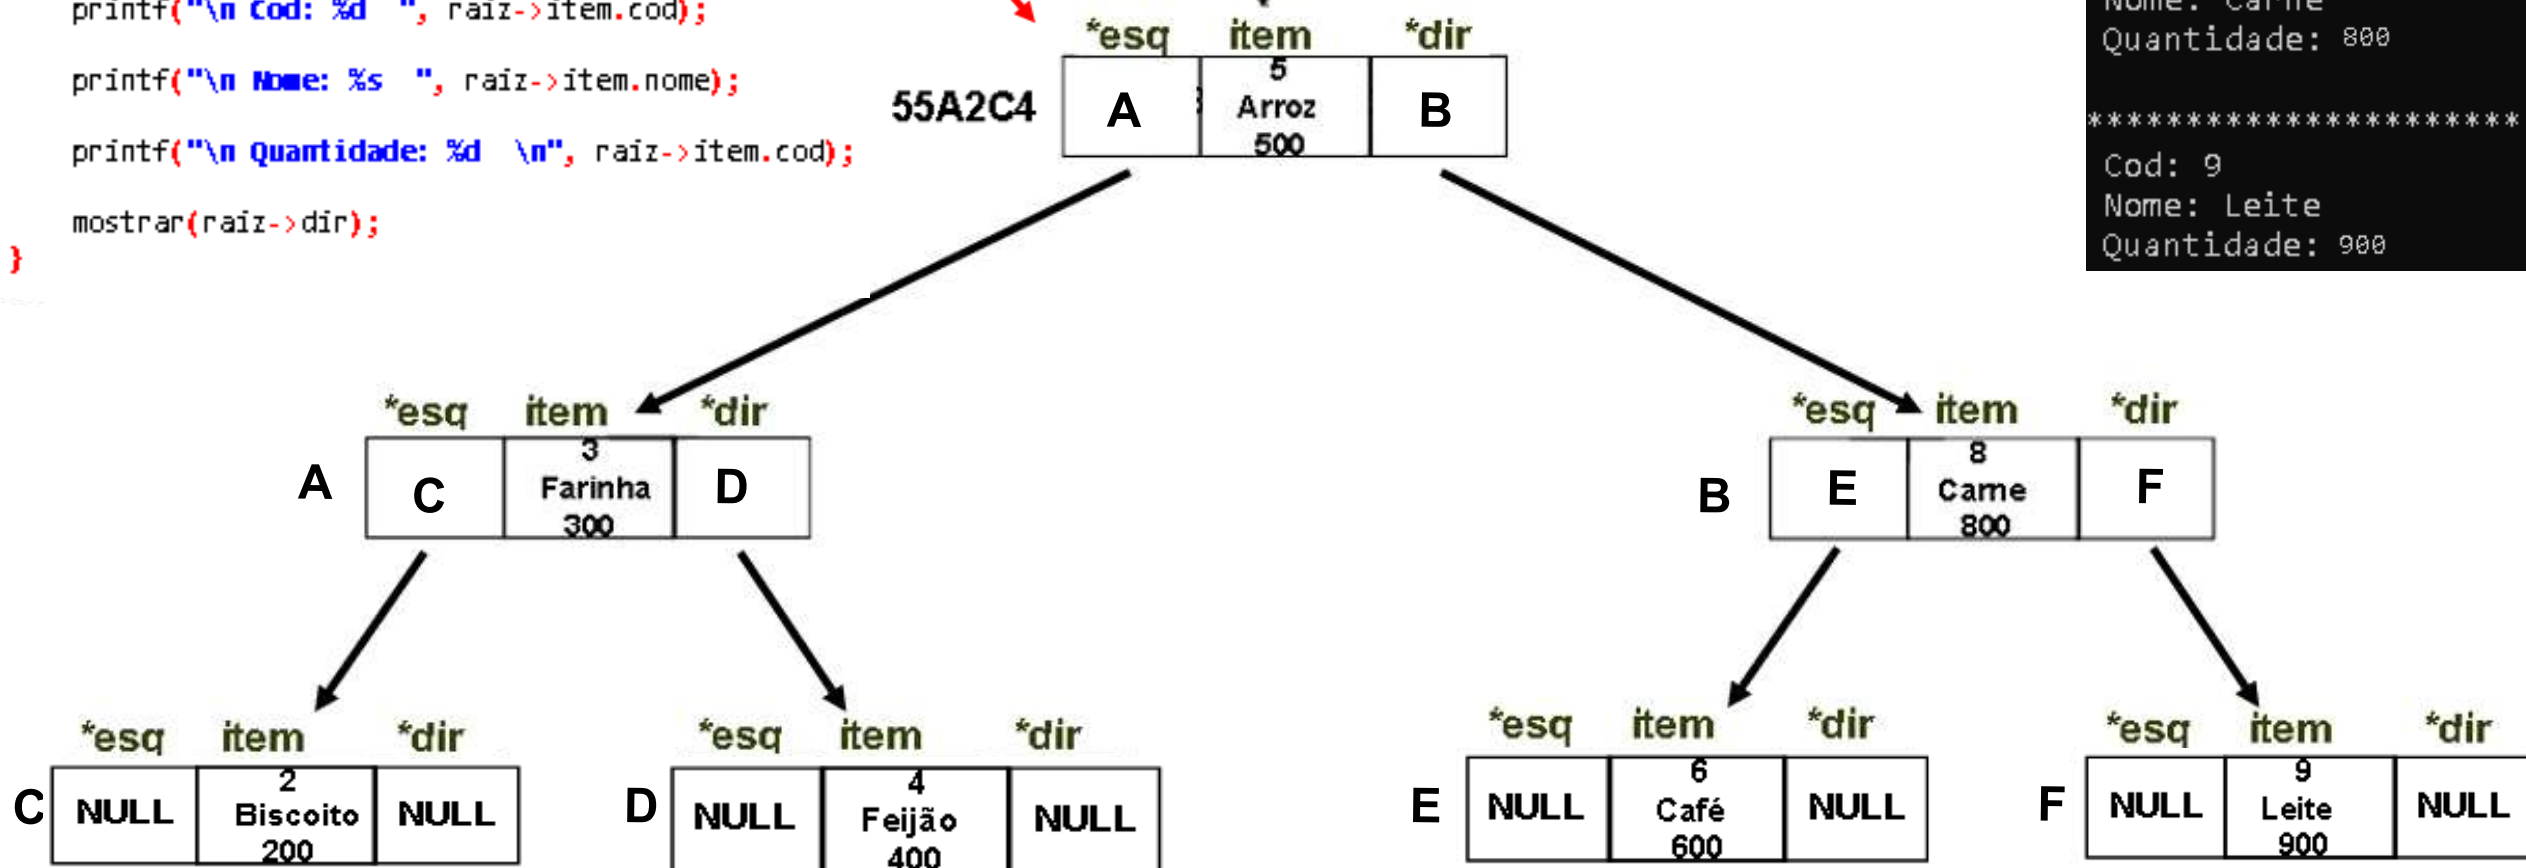 printf("\n Cod: %d  ", raiz->item.cod);
printf("\n Nome: %s  ", raiz->item.nome);
printf("\n Quantidade: %d  \n", raiz->item.cod);
mostrar(raiz->dir);
}
*esq item *dir
55A2C4
A
5
Arroz
500
B
Nome: Carne
Quantidade: 800
**********************
Cod: 9
Nome: Leite
Quantidade: 900
*esq item *dir
A
C
3
Farinha
300
D
*esq item *dir
B
E
8
Carne
800
F
*esq item *dir
C
NULL
2
Biscoito
200
NULL
*esq item *dir
D
NULL
4
Feijão
400
NULL
*esq item *dir
E
NULL
6
Café
600
NULL
*esq item *dir
F
NULL
9
Leite
900
NULL